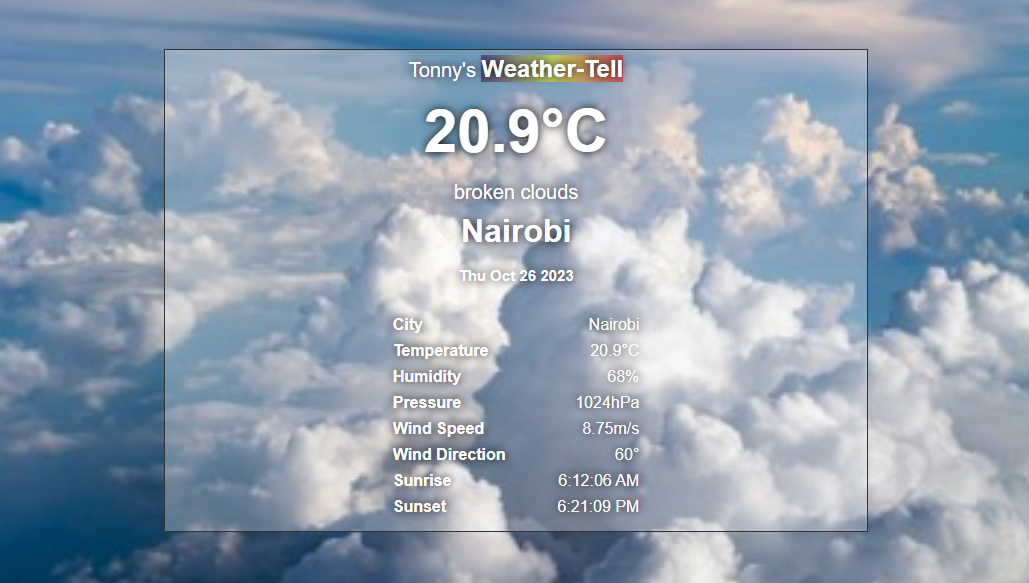 Tonny's Weather-Tell
20.9°C
broken clouds
Nairobi
Thu Oct 26 2023
City Nairobi
Temperature 20.9°C
Humidity 68%
Pressure 1024hPa
Wind Speed 8.75m/s
Wind Direction 60°
Sunrise 6:12:06 AM
Sunset 6:21:09 PM